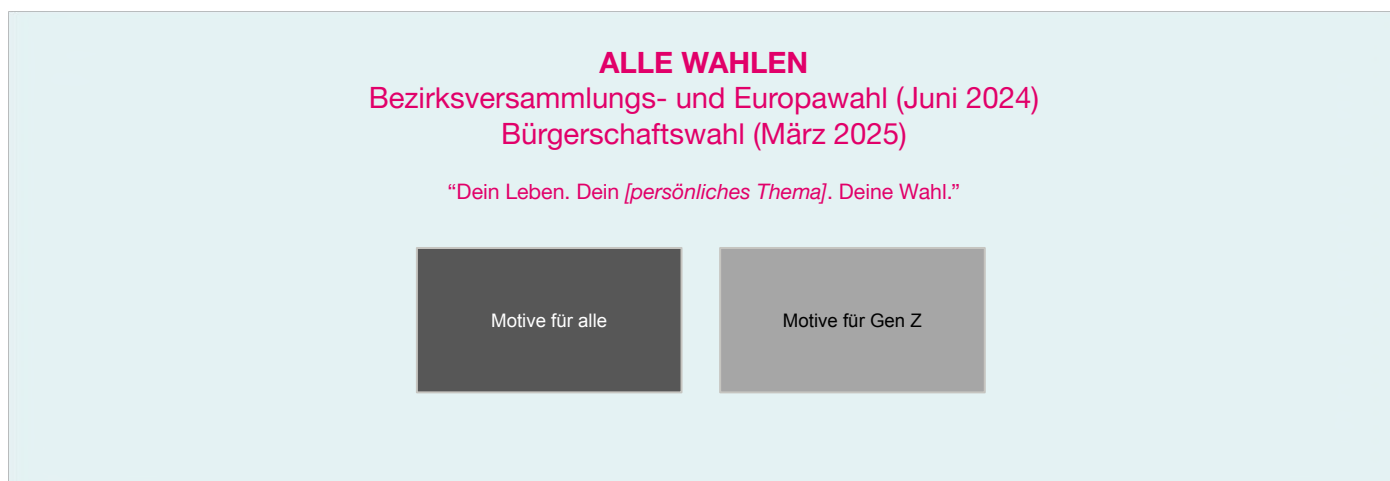 ALLE WAHLEN
Bezirksversammlungs- und Europawahl (Juni 2024)
Bürgerschaftswahl (März 2025)
“Dein Leben. Dein [persönliches Thema]. Deine Wahl.”
Motive für alle
Motive für Gen Z